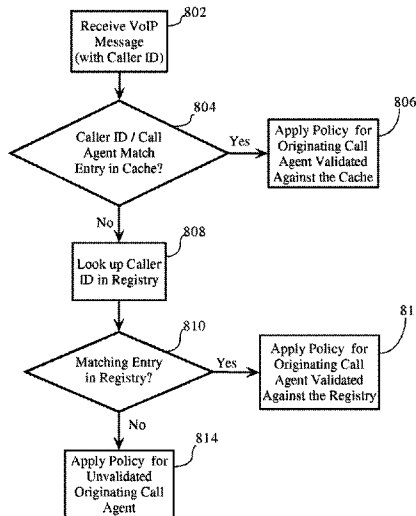 802
Receive VoIP
Message
(with Caller ID)
804
Caller ID / Call
Agent Match
Entry in Cache?
Yes
806
Apply Policy for
Originating Call
Agent Validated
Against the Cache
No
808
Look up Caller
ID in Registry
810
Matching Entry
in Registry?
Yes
81
Apply Policy for
Originating Call
Agent Validated
Against the Registry
No
814
Apply Policy for
Unvalidated
Originating Call
Agent